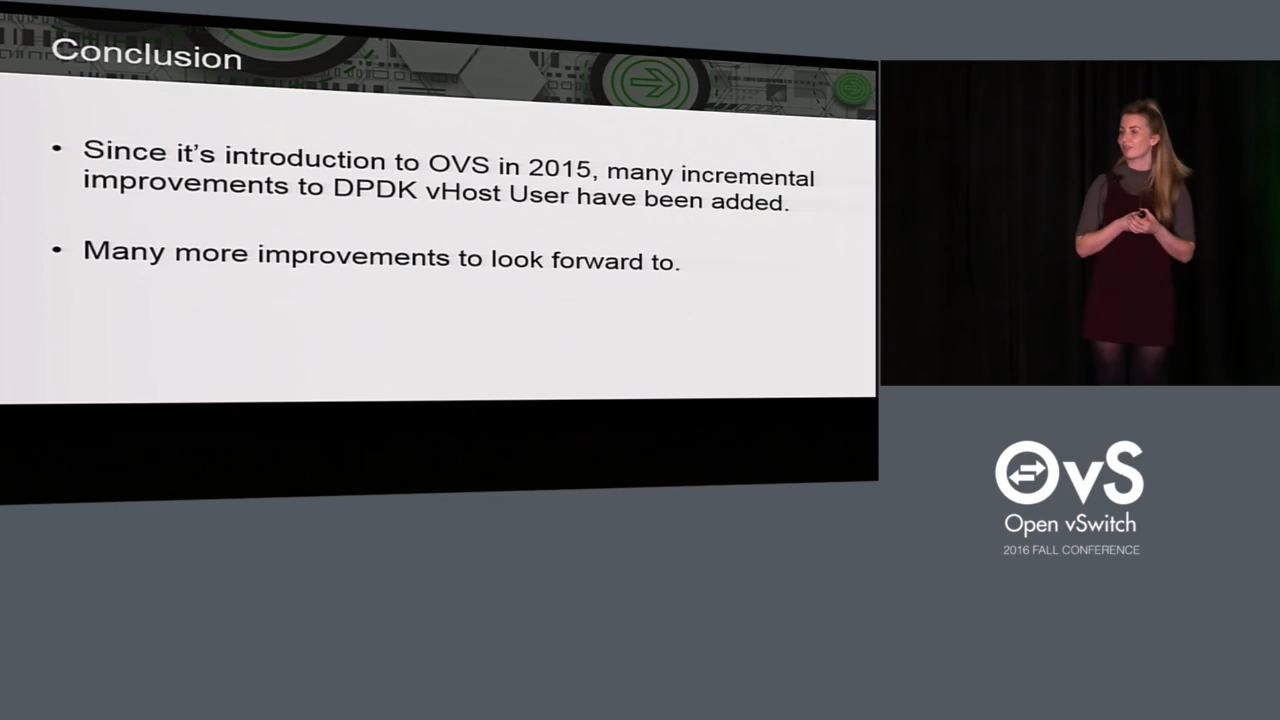 Conclusion
• Since it's introduction to OVS in 2015, many incremental
improvements to DPDK vHost User have been added.
• Many more improvements to look forward to.
OvS
Open vSwitch
2016 FALL CONFERENCE